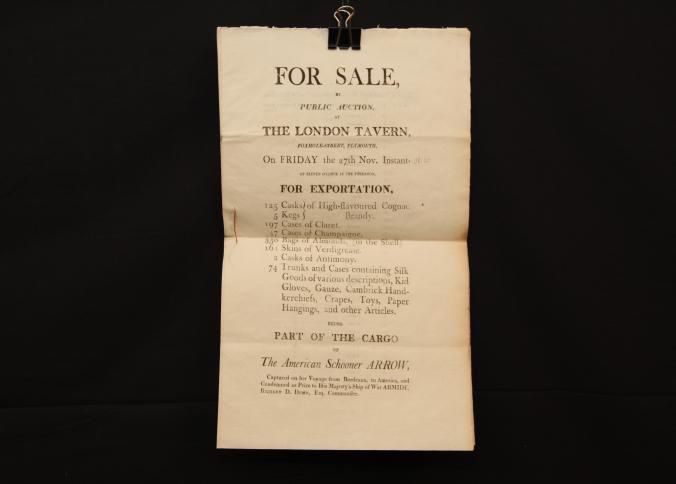 FOR SALE,
BY
PUBLIC AUCTION,
AT
THE LONDON TAVERN,
FOXHOLE-STREET, PLYMOUTH,
On FRIDAY the 27th Nov. Instant,
AT ELEVEN O'CLOCK IN THE FORENOON,
FOR EXPORTATION,
125 Casks } of High-flavoured Cognac
5 Kegs } Brandy.
197 Cases of Claret.
47 Cases of Champaigne.
850 Bags of Almonds, (in the Shell)
161 Skins of Verdigrease.
2 Casks of Antimony.
74 Trunks and Cases containing Silk
Goods of various descriptions, Kid
Gloves, Gauze, Cambrick Hand-
kerchiefs, Crapes, Toys, Paper
Hangings, and other Articles.
BEING
PART OF THE CARGO
OF
The American Schooner ARROW,
Captured on her Voyage from Bordeaux, to America, and
Condemned as Prize to His Majesty's Ship of War ARMIDE,
D. Esq. Commander.